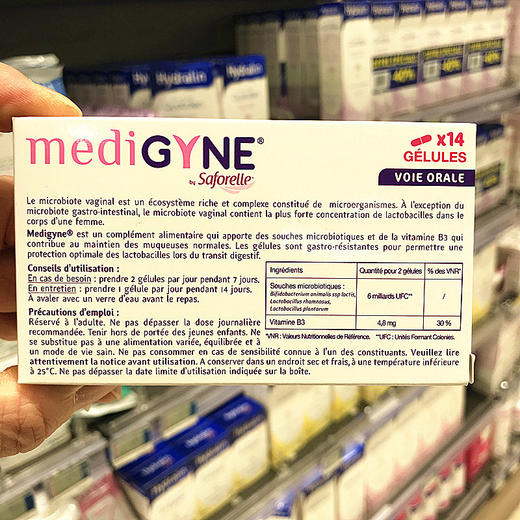 mediGYNE®
by Saforelle®
x14
GÉLULES
VOIE ORALE
Le microbiote vaginal est un écosystème riche et complexe constitué de microorganismes. À l'exception du
microbiote gastro-intestinal, le microbiote vaginal contient la plus forte concentration de lactobacilles dans le
corps d'une femme.
Medigyne® est un complément alimentaire qui apporte des souches microbiotiques et de la vitamine B3 qui
contribue au maintien des muqueuses normales. Les gélules sont gastro-résistantes pour permettre une
protection optimale des lactobacilles lors du transit digestif.
Conseils d'utilisation :
En cas de besoin : prendre 2 gélules par jour pendant 7 jours.
En entretien : prendre 1 gélule par jour pendant 14 jours.
À avaler avec un verre d'eau avant le repas.
Ingrédients Quantité pour 2 gélules % des VNR*
Souches microbiotiques :
Bifidobacterium animalis ssp lactis,
Lactobacillus rhamnosus,
Lactobacillus plantarum
6 milliards UFC** /
Vitamine B3 4,8 mg 30 %
*VNR : Valeurs Nutritionnelles de Référence. **UFC : Unités Formant Colonies.
Précautions d'emploi :
Réservé à l'adulte. Ne pas dépasser la dose journalière
recommandée. Tenir hors de portée des jeunes enfants. Ne
se substitue pas à une alimentation variée, équilibrée et à
un mode de vie sain. Ne pas consommer en cas de sensibilité connue à l'un des constituants. Veuillez lire
attentivement la notice avant utilisation. A conserver dans un endroit sec et frais, à une température inférieure
à 25°C. Ne pas dépasser la date limite d'utilisation indiquée sur la boîte.
Hydralin
Hydralin
40%
40%
Hydralin